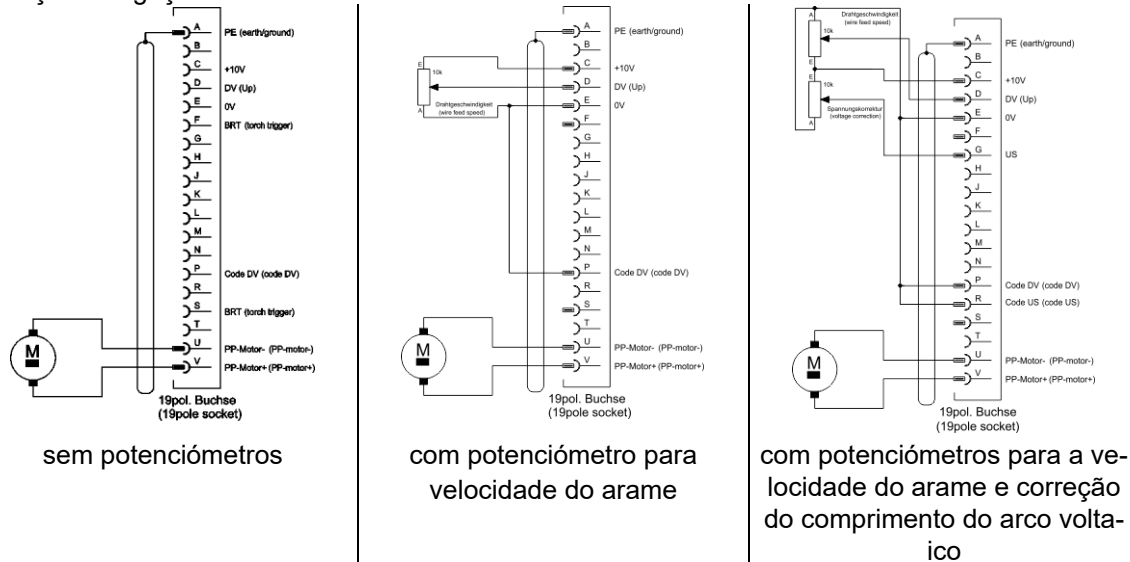 A PE (earth/ground)
B
C +10V
D DV (Up)
E 0V
F BRT (torch trigger)
G
H
J
K
L
M
N
P Code DV (code DV)
R
S BRT (torch trigger)
T
U PP-Motor- (PP-motor-)
V PP-Motor+ (PP-motor+)
M
19pol. Buchse
(19pole socket)
sem potenciómetros
A PE (earth/ground)
B
C +10V
D DV (Up)
E 0V
F
G
H
J
K
L
M
N
P Code DV (code DV)
R
S
T
U PP-Motor- (PP-motor-)
V PP-Motor+ (PP-motor+)
E
10k
A
Drahtgeschwindigkeit
(wire feed speed)
M
19pol. Buchse
(19pole socket)
com potenciómetro para
velocidade do arame
A
Drahtgeschwindigkeit
(wire feed speed)
10k
E
E
10k
Spannungskorrektur
(voltage correction)
A
A PE (earth/ground)
B
C +10V
D DV (Up)
E 0V
F
G US
H
J
K
L
M
N
P Code DV (code DV)
R Code US (code US)
S
T
U PP-Motor- (PP-motor-)
V PP-Motor+ (PP-motor+)
M
19pol. Buchse
(19pole socket)
com potenciómetros para a ve-
locidade do arame e correção
do comprimento do arco volta-
ico